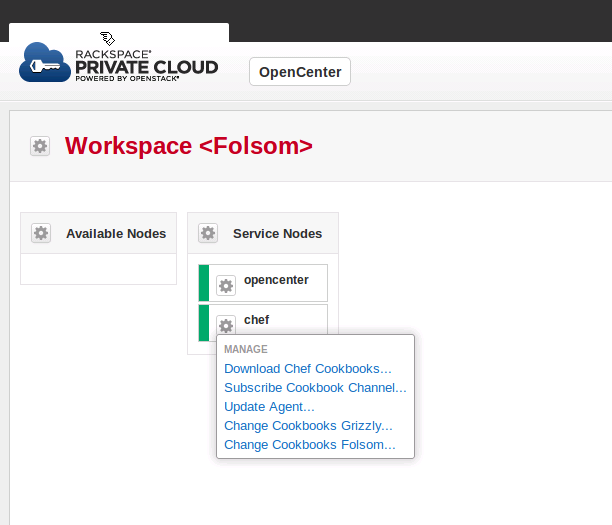 RACKSPACE®
PRIVATE CLOUD
POWERED BY OPENSTACK®
OpenCenter
Workspace <Folsom>
Available Nodes
Service Nodes
opencenter
chef
MANAGE
Download Chef Cookbooks...
Subscribe Cookbook Channel...
Update Agent...
Change Cookbooks Grizzly...
Change Cookbooks Folsom...